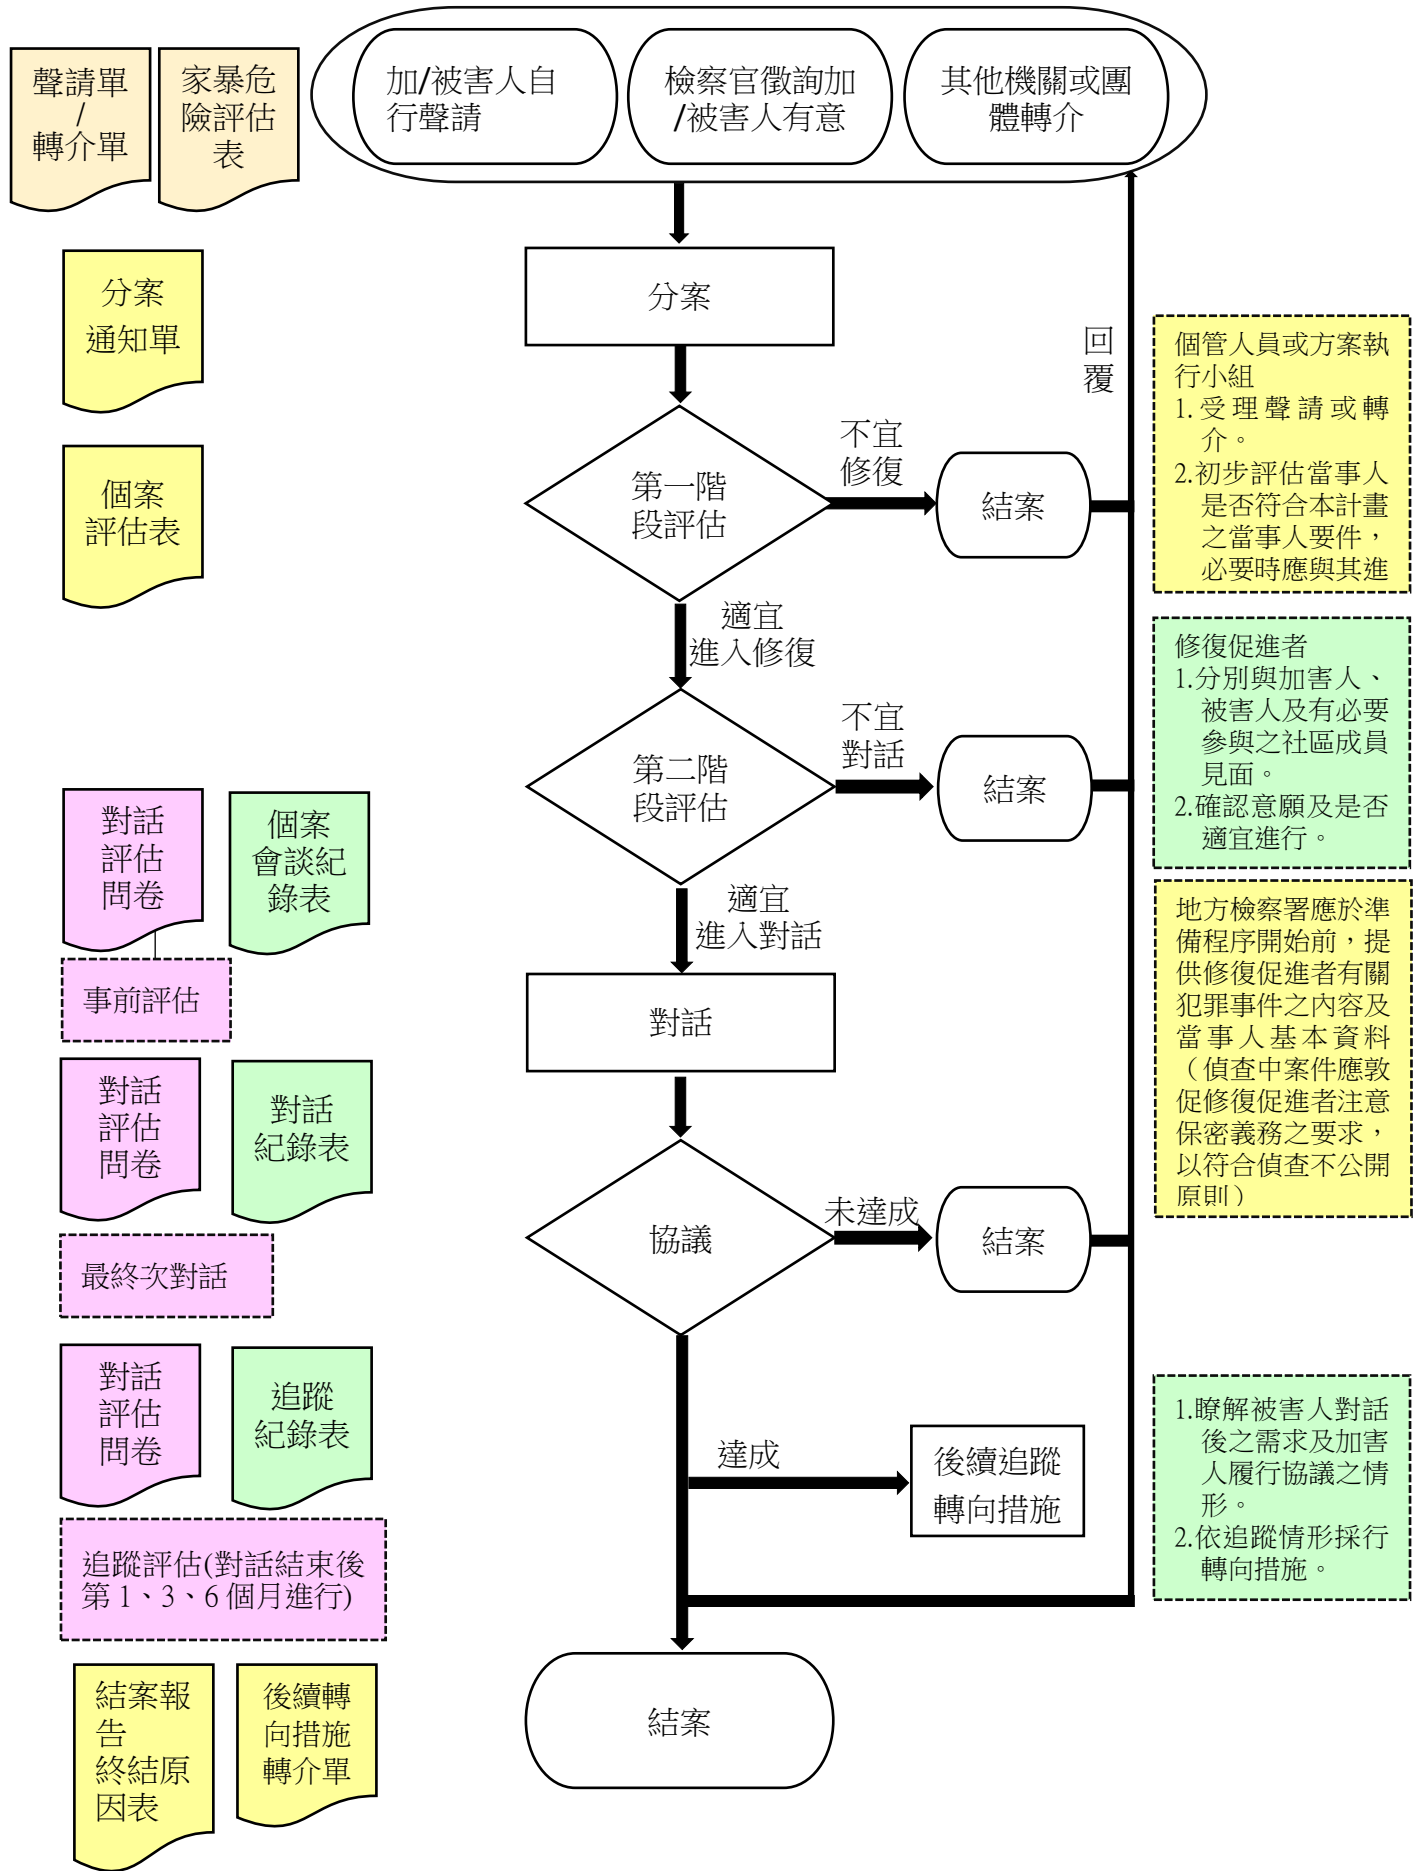 聲請單
/
轉介單
家暴危
險評估
表
加/被害人自
行聲請
檢察官徵詢加
/被害人有意
其他機關或團
體轉介
分案
通知單
分案
回
覆
個管人員或方案執
行小組
1.受理聲請或轉
介。
2.初步評估當事人
是否符合本計畫
之當事人要件，
必要時應與其進
個案
評估表
第一階
段評估
不宜
修復
結案
適宜
進入修復
修復促進者
1.分別與加害人、
被害人及有必要
參與之社區成員
見面。
2.確認意願及是否
適宜進行。
第二階
段評估
不宜
對話
結案
對話
評估
問卷
個案
會談紀
錄表
適宜
進入對話
地方檢察署應於準
備程序開始前，提
供修復促進者有關
犯罪事件之內容及
當事人基本資料
（偵查中案件應敦
促修復促進者注意
保密義務之要求，
以符合偵查不公開
原則）
事前評估
對話
對話
評估
問卷
對話
紀錄表
協議
未達成
結案
最終次對話
對話
評估
問卷
追蹤
紀錄表
達成
後續追蹤
轉向措施
1.瞭解被害人對話
後之需求及加害
人履行協議之情
形。
2.依追蹤情形採行
轉向措施。
追蹤評估(對話結束後
第 1、3、6 個月進行)
結案報
告
終結原
因表
後續轉
向措施
轉介單
結案